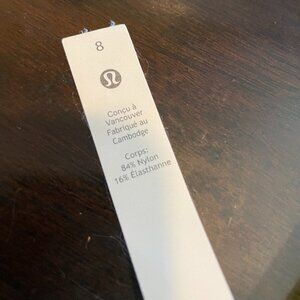 8
Conçu à
Vancouver
Fabriqué au
Cambodge
Corps:
84% Nylon
16% Élasthanne